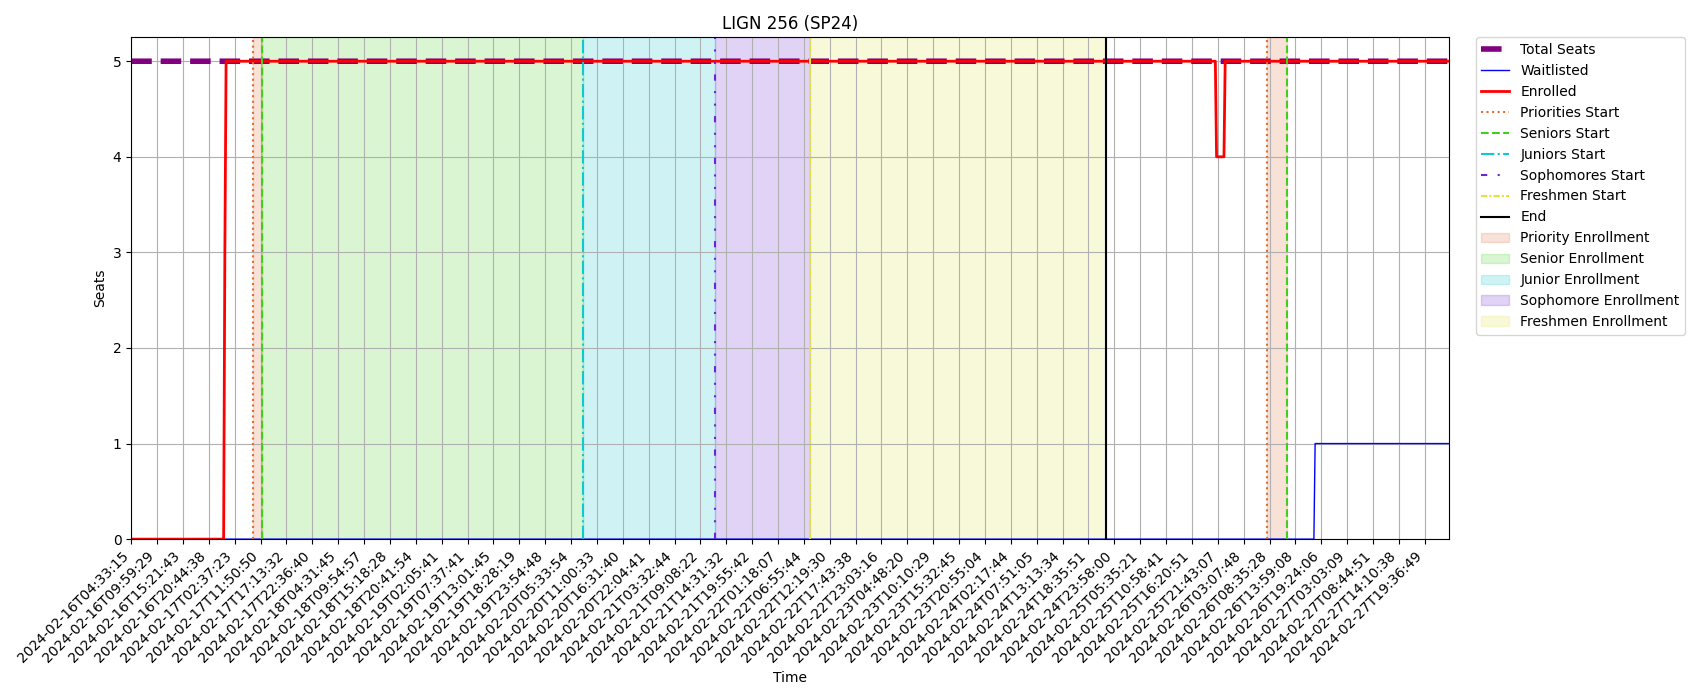 LIGN 256 (SP24)
5
4
3
2
1
0
Seats
2024-02-16T04:33:15
2024-02-16T09:59:29
2024-02-16T15:21:43
2024-02-16T20:44:38
2024-02-17T02:37:23
2024-02-17T11:50:50
2024-02-17T17:13:32
2024-02-17T22:36:40
2024-02-18T04:31:45
2024-02-18T09:54:57
2024-02-18T15:18:28
2024-02-18T20:41:54
2024-02-19T02:05:41
2024-02-19T07:37:41
2024-02-19T13:01:45
2024-02-19T18:28:19
2024-02-19T23:54:48
2024-02-20T05:33:54
2024-02-20T11:00:33
2024-02-20T16:31:40
2024-02-20T22:04:41
2024-02-21T03:32:44
2024-02-21T09:08:22
2024-02-21T14:31:32
2024-02-21T19:55:42
2024-02-22T01:18:07
2024-02-22T06:55:44
2024-02-22T12:19:30
2024-02-22T17:43:38
2024-02-22T23:03:16
2024-02-23T04:48:20
2024-02-23T10:10:29
2024-02-23T15:32:45
2024-02-23T20:55:04
2024-02-24T02:17:44
2024-02-24T07:51:05
2024-02-24T13:13:34
2024-02-24T18:35:51
2024-02-24T23:58:00
2024-02-25T05:35:21
2024-02-25T10:58:41
2024-02-25T16:20:51
2024-02-25T21:43:07
2024-02-26T03:07:48
2024-02-26T08:35:28
2024-02-26T13:59:08
2024-02-26T19:24:06
2024-02-27T03:03:09
2024-02-27T08:44:51
2024-02-27T14:10:38
2024-02-27T19:36:49
Time
Total Seats
Waitlisted
Enrolled
Priorities Start
Seniors Start
Juniors Start
Sophomores Start
Freshmen Start
End
Priority Enrollment
Senior Enrollment
Junior Enrollment
Sophomore Enrollment
Freshmen Enrollment